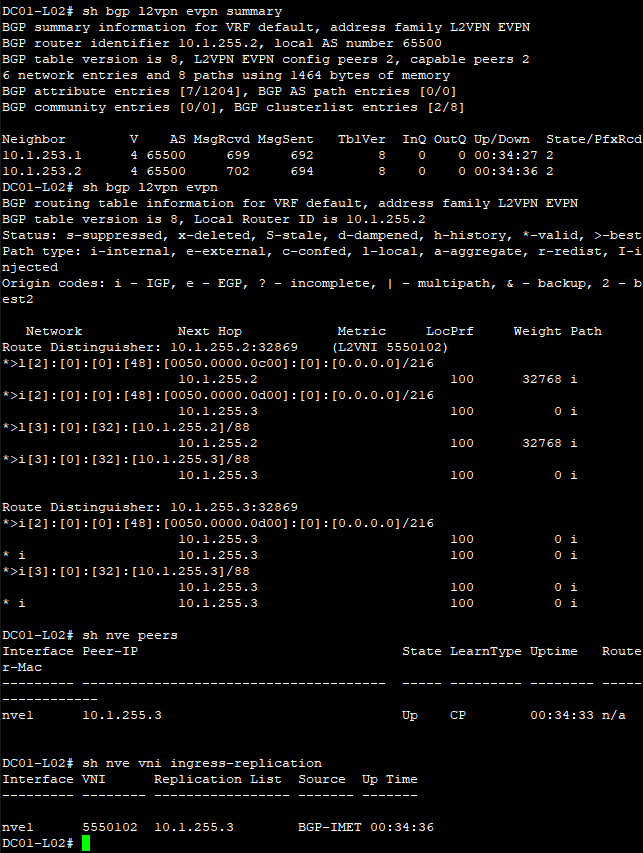 DC01-L02# sh bgp l2vpn evpn summary
BGP summary information for VRF default, address family L2VPN EVPN
BGP router identifier 10.1.255.2, local AS number 65500
BGP table version is 8, L2VPN EVPN config peers 2, capable peers 2
6 network entries and 8 paths using 1464 bytes of memory
BGP attribute entries [7/1204], BGP AS path entries [0/0]
BGP community entries [0/0], BGP clusterlist entries [2/8]

Neighbor        V    AS MsgRcvd MsgSent   TblVer  InQ OutQ Up/Down  State/PfxRcd
10.1.253.1      4 65500     699     692        8    0    0 00:34:27 2
10.1.253.2      4 65500     702     694        8    0    0 00:34:36 2
DC01-L02# sh bgp l2vpn evpn
BGP routing table information for VRF default, address family L2VPN EVPN
BGP table version is 8, Local Router ID is 10.1.255.2
Status: s-suppressed, x-deleted, S-stale, d-dampened, h-history, *-valid, >-best
Path type: i-internal, e-external, c-confed, l-local, a-aggregate, r-redist, I-i
njected
Origin codes: i - IGP, e - EGP, ? - incomplete, | - multipath, & - backup, 2 - b
est2

   Network            Next Hop            Metric     LocPrf     Weight Path
Route Distinguisher: 10.1.255.2:32869    (L2VNI 5550102)
*>l[2]:[0]:[0]:[48]:[0050.0000.0c00]:[0]:[0.0.0.0]/216
                      10.1.255.2                        100      32768 i
*>i[2]:[0]:[0]:[48]:[0050.0000.0d00]:[0]:[0.0.0.0]/216
                      10.1.255.3                        100          0 i
*>l[3]:[0]:[32]:[10.1.255.2]/88
                      10.1.255.2                        100      32768 i
*>i[3]:[0]:[32]:[10.1.255.3]/88
                      10.1.255.3                        100          0 i

Route Distinguisher: 10.1.255.3:32869
*>i[2]:[0]:[0]:[48]:[0050.0000.0d00]:[0]:[0.0.0.0]/216
                      10.1.255.3                        100          0 i
* i                   10.1.255.3                        100          0 i
*>i[3]:[0]:[32]:[10.1.255.3]/88
                      10.1.255.3                        100          0 i
* i                   10.1.255.3                        100          0 i

DC01-L02# sh nve peers
Interface Peer-IP                                 State LearnType Uptime   Route
r-Mac
--------- --------------------------------------  ----- --------- -------- -----
------------
nve1      10.1.255.3                              Up    CP        00:34:33 n/a

DC01-L02# sh nve vni ingress-replication
Interface VNI      Replication List  Source  Up Time
--------- -------- ----------------- ------- -------

nve1      5550102  10.1.255.3        BGP-IMET 00:34:36
DC01-L02#